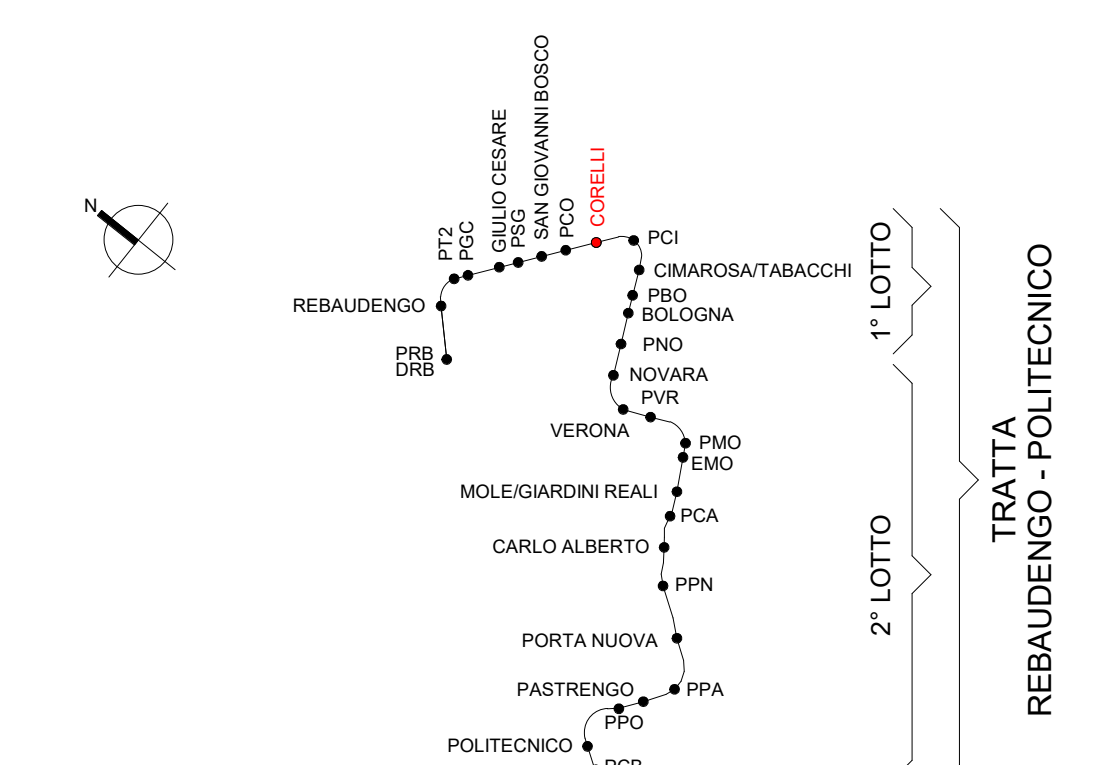 N
PT2
PGC
GIULIO CESARE
PSG
SAN GIOVANNI BOSCO
PCO
CORELLI
PCI
CIMAROSA/TABACCHI
REBAUDENGO
PBO
BOLOGNA
PRB
DRB
PNO
NOVARA
PVR
VERONA
PMO
EMO
MOLE/GIARDINI REALI
PCA
CARLO ALBERTO
PPN
PORTA NUOVA
PASTRENGO
PPA
PPO
POLITECNICO
1° LOTTO
2° LOTTO
TRATTA
REBAUDENGO - POLITECNICO